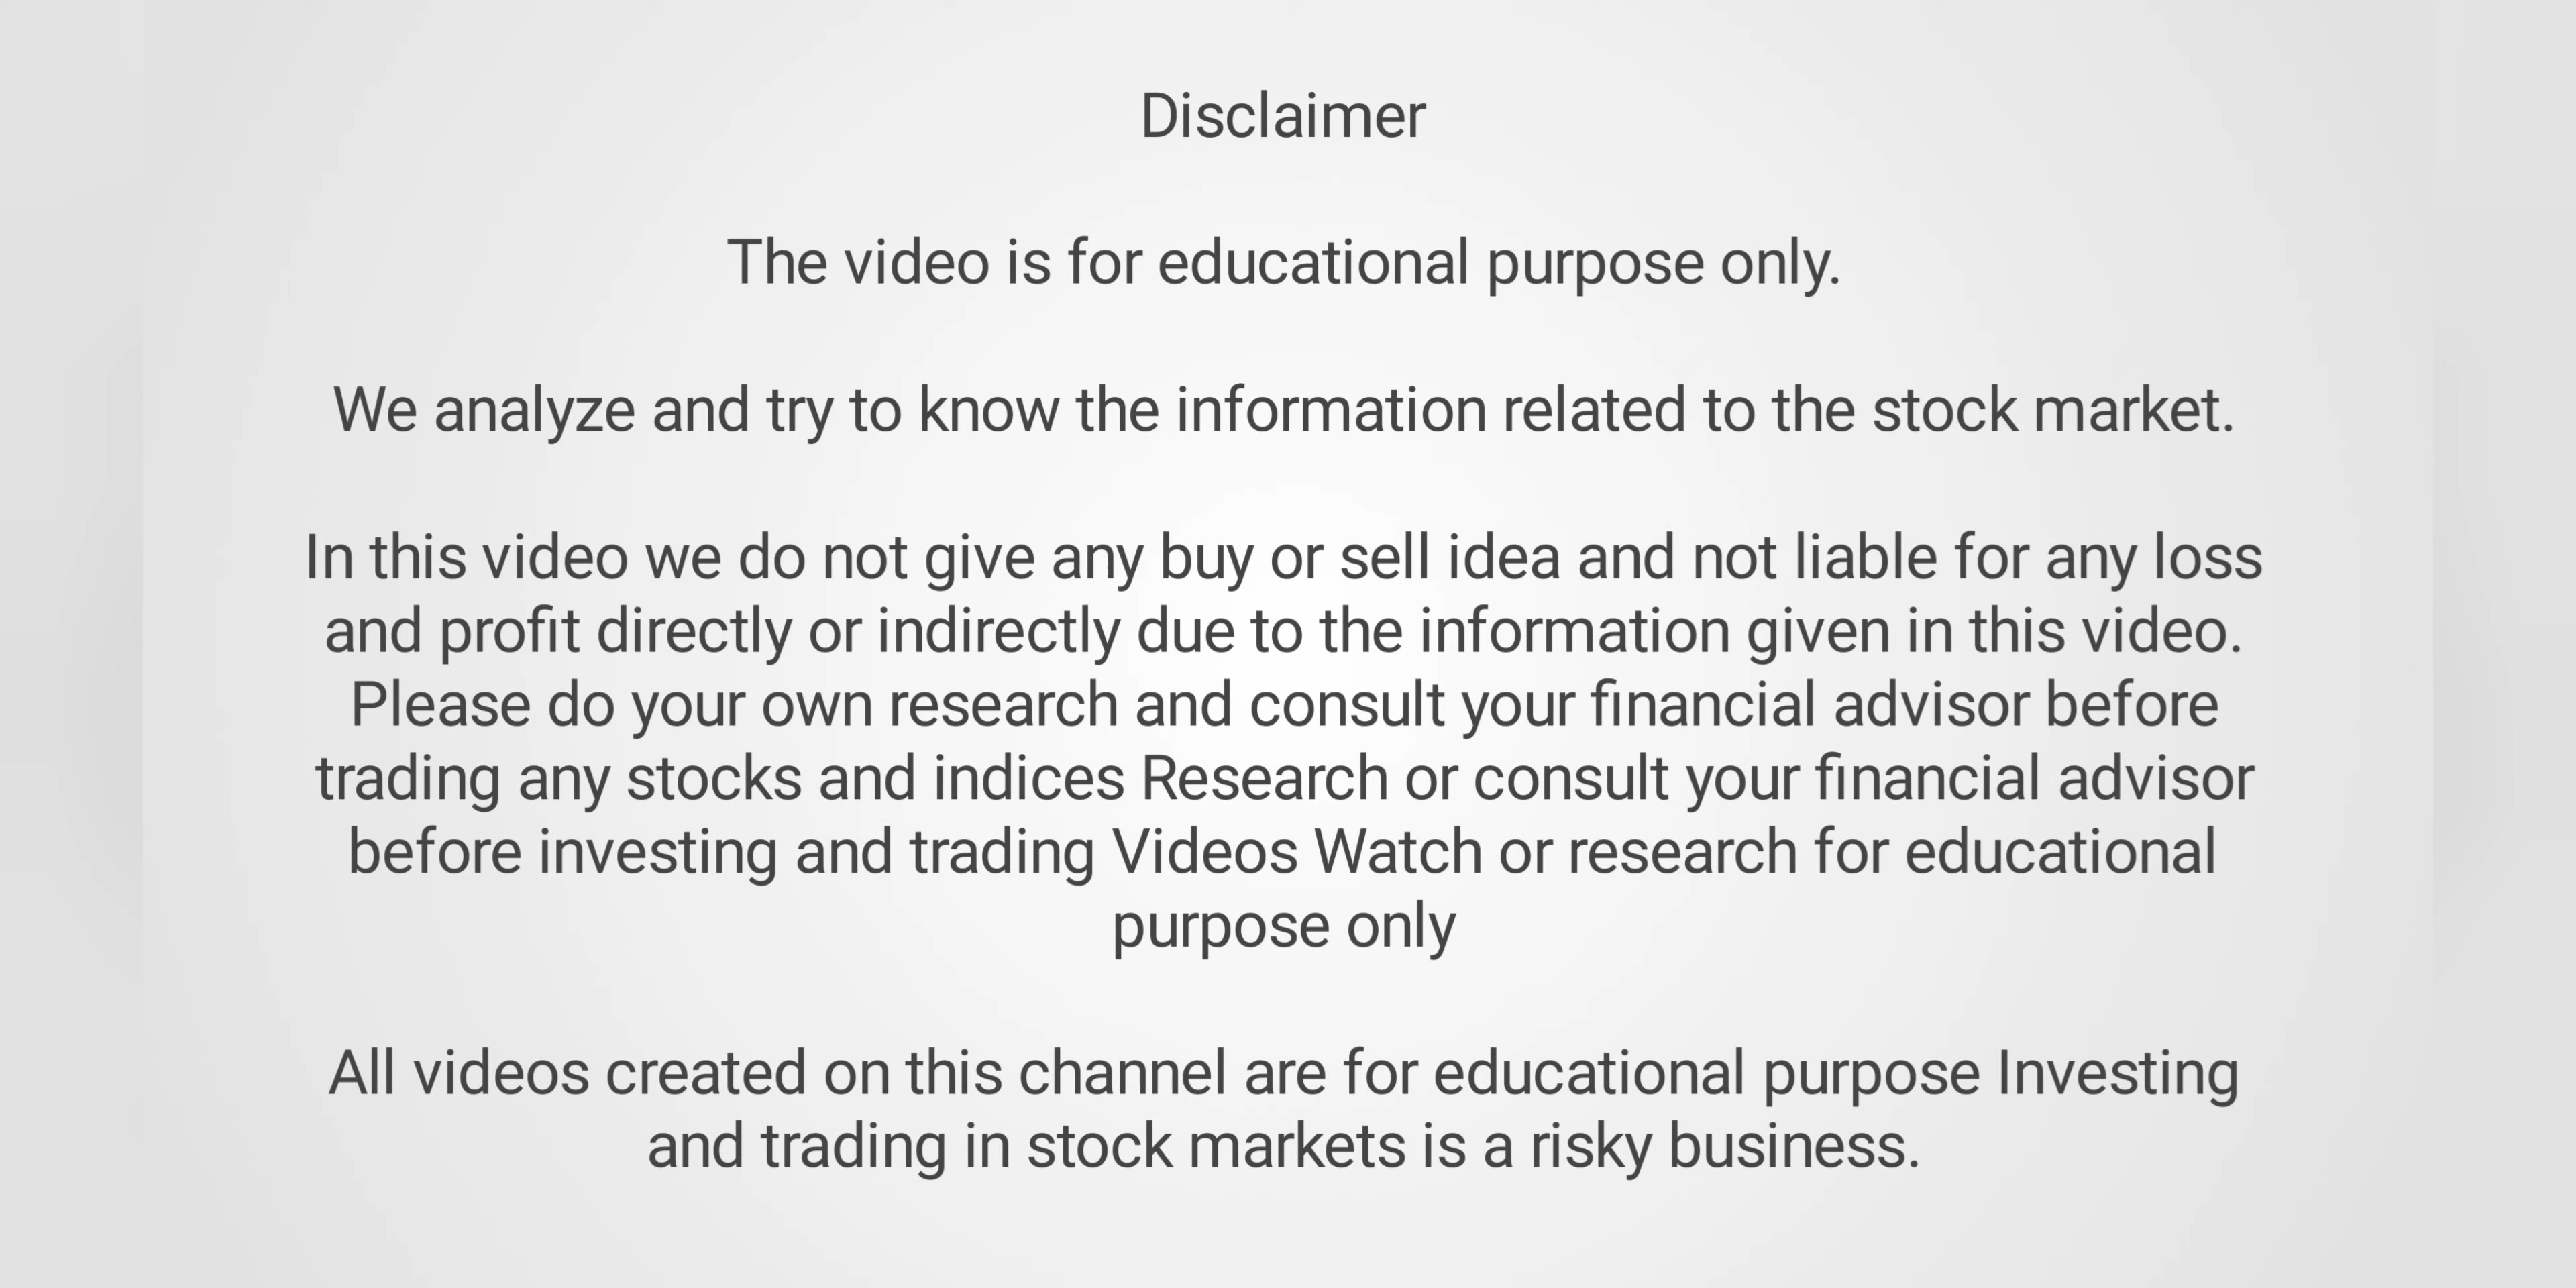 Disclaimer
The video is for educational purpose only.
We analyze and try to know the information related to the stock market.
In this video we do not give any buy or sell idea and not liable for any loss
and profit directly or indirectly due to the information given in this video.
Please do your own research and consult your financial advisor before
trading any stocks and indices Research or consult your financial advisor
before investing and trading Videos Watch or research for educational
purpose only
All videos created on this channel are for educational purpose Investing
and trading in stock markets is a risky business.